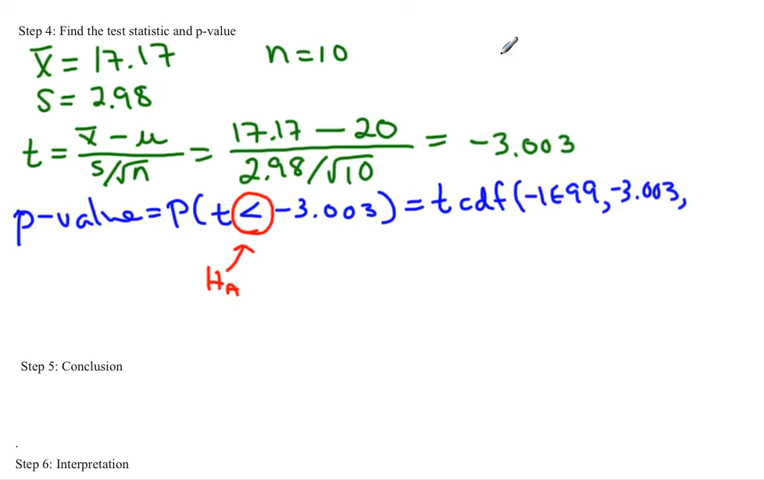 Step 4: Find the test statistic and p-value
x̄ = 17.17 n = 10
S = 2.98
t = (x̄ − μ)/(s/√n) = (17.17 − 20)/(2.98/√10) = −3.003
p-value = P(t < −3.003) = tcdf(−1E99, −3.003,
HA
Step 5: Conclusion
.
Step 6: Interpretation